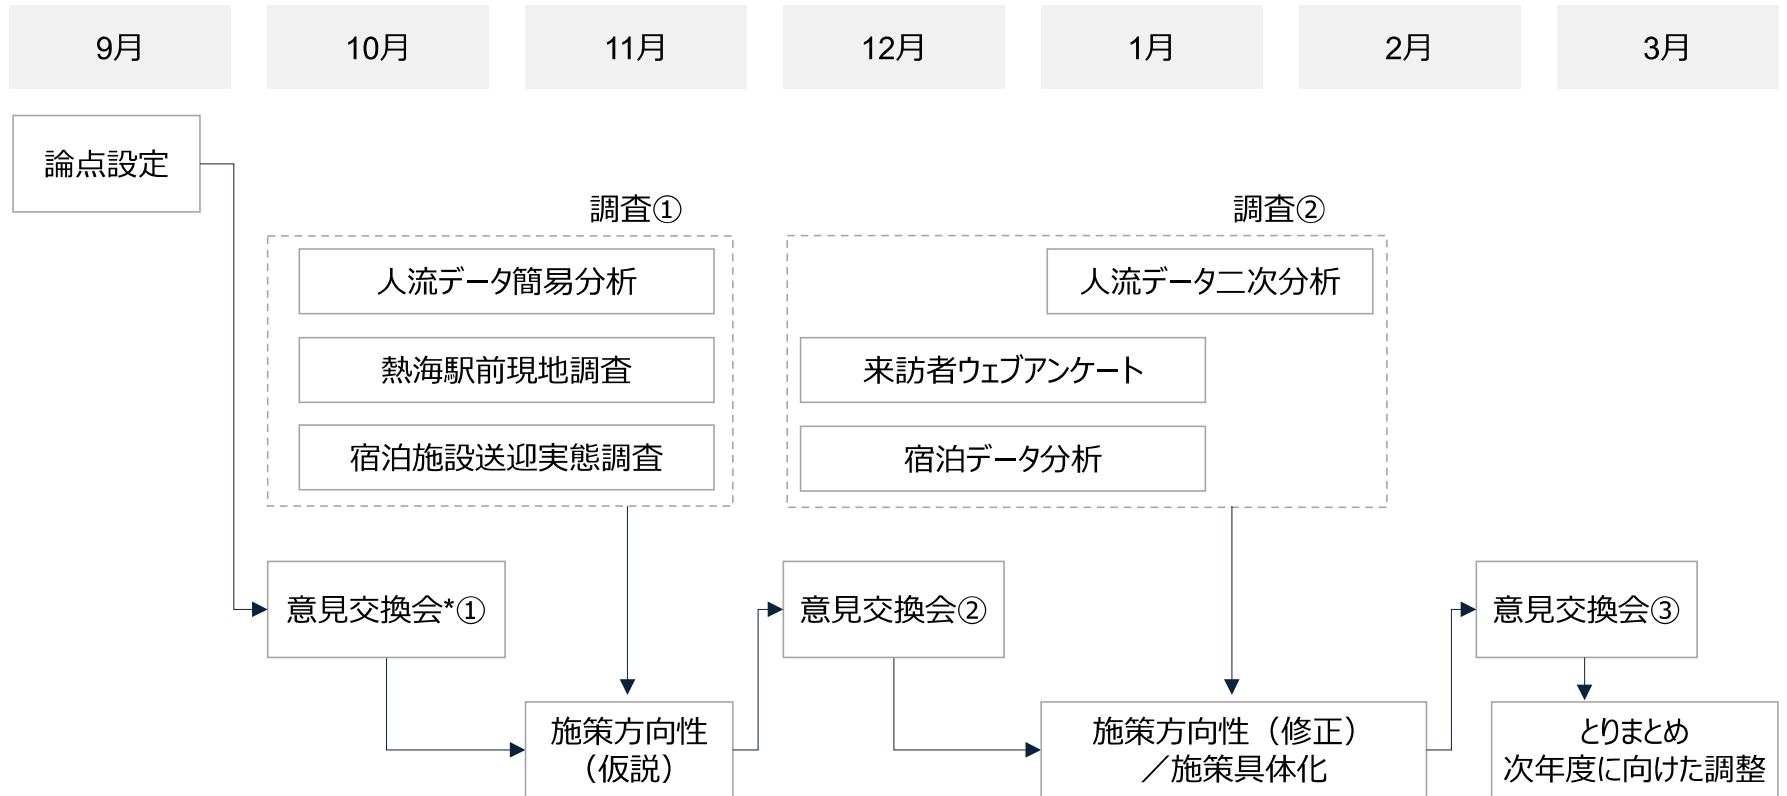 9月
10月
11月
12月
1月
2月
3月
論点設定
調査①
調査②
人流データ簡易分析
人流データ二次分析
熱海駅前現地調査
来訪者ウェブアンケート
宿泊施設送迎実態調査
宿泊データ分析
意見交換会*①
意見交換会②
意見交換会③
施策方向性
（仮説）
施策方向性（修正）
／施策具体化
とりまとめ
次年度に向けた調整